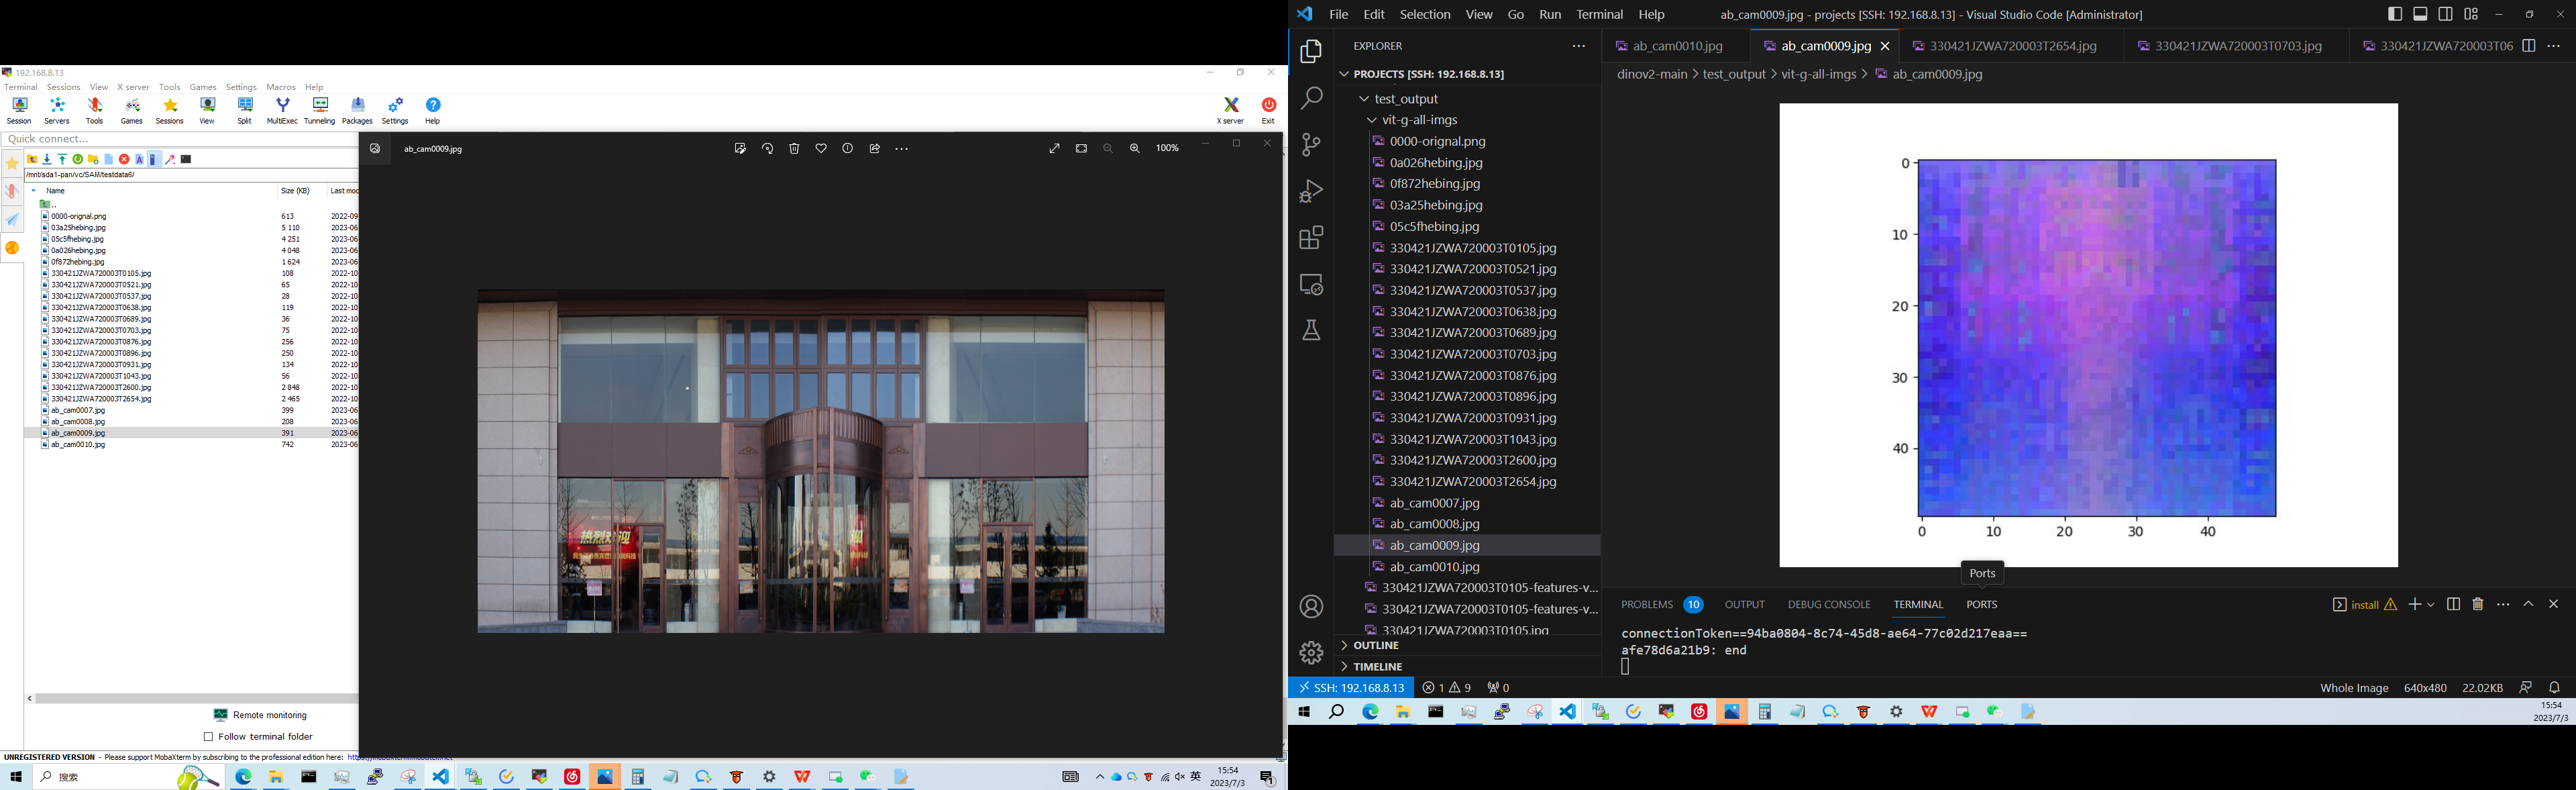 192.168.8.13
Terminal Sessions View X server Tools Games Settings Macros Help
Session Servers Tools Games Sessions View Split MultiExec Tunneling Packages Settings Help X server Exit
Quick connect...
/mnt/sda1-pan/vc/SAM/testdata6/
Name Size (KB) Last mod
..
0000-orignal.png 613 2022-09
03a25hebing.jpg 5 110 2023-06
05c5fhebing.jpg 4 251 2023-06
0a026hebing.jpg 4 048 2023-06
0f872hebing.jpg 1 624 2023-06
330421JZWA720003T0105.jpg 108 2022-10
330421JZWA720003T0521.jpg 65 2022-10
330421JZWA720003T0537.jpg 28 2022-10
330421JZWA720003T0638.jpg 119 2022-10
330421JZWA720003T0689.jpg 36 2022-10
330421JZWA720003T0703.jpg 75 2022-10
330421JZWA720003T0876.jpg 256 2022-10
330421JZWA720003T0896.jpg 250 2022-10
330421JZWA720003T0931.jpg 134 2022-10
330421JZWA720003T1043.jpg 56 2022-10
330421JZWA720003T2600.jpg 2 848 2022-10
330421JZWA720003T2654.jpg 2 465 2022-10
ab_cam0007.jpg 399 2023-06
ab_cam0008.jpg 208 2023-06
ab_cam0009.jpg 391 2023-06
ab_cam0010.jpg 742 2023-06
Remote monitoring
Follow terminal folder
UNREGISTERED VERSION - Please support MobaXterm by subscribing to the professional edition here:
ab_cam0009.jpg
100%
热烈欢迎
迎
搜索
英
15:54
2023/7/3
1
File Edit Selection View Go Run Terminal Help
ab_cam0009.jpg - projects [SSH: 192.168.8.13] - Visual Studio Code [Administrator]
EXPLORER
PROJECTS [SSH: 192.168.8.13]
test_output
vit-g-all-imgs
0000-orignal.png
0a026hebing.jpg
0f872hebing.jpg
03a25hebing.jpg
05c5fhebing.jpg
330421JZWA720003T0105.jpg
330421JZWA720003T0521.jpg
330421JZWA720003T0537.jpg
330421JZWA720003T0638.jpg
330421JZWA720003T0689.jpg
330421JZWA720003T0703.jpg
330421JZWA720003T0876.jpg
330421JZWA720003T0896.jpg
330421JZWA720003T0931.jpg
330421JZWA720003T1043.jpg
330421JZWA720003T2600.jpg
330421JZWA720003T2654.jpg
ab_cam0007.jpg
ab_cam0008.jpg
ab_cam0009.jpg
ab_cam0010.jpg
330421JZWA720003T0105-features-v...
330421JZWA720003T0105-features-v...
330421JZWA720003T0105.jpg
OUTLINE
TIMELINE
ab_cam0010.jpg ab_cam0009.jpg 330421JZWA720003T2654.jpg 330421JZWA720003T0703.jpg 330421JZWA720003T06
dinov2-main > test_output > vit-g-all-imgs > ab_cam0009.jpg
0
10
20
30
40
0 10 20 30 40
Ports
PROBLEMS 10 OUTPUT DEBUG CONSOLE TERMINAL PORTS
install
connectionToken==94ba0804-8c74-45d8-ae64-77c02d217eaa==
afe78d6a21b9: end
SSH: 192.168.8.13 1 9 0
Whole Image 640x480 22.02KB
15:54
2023/7/3